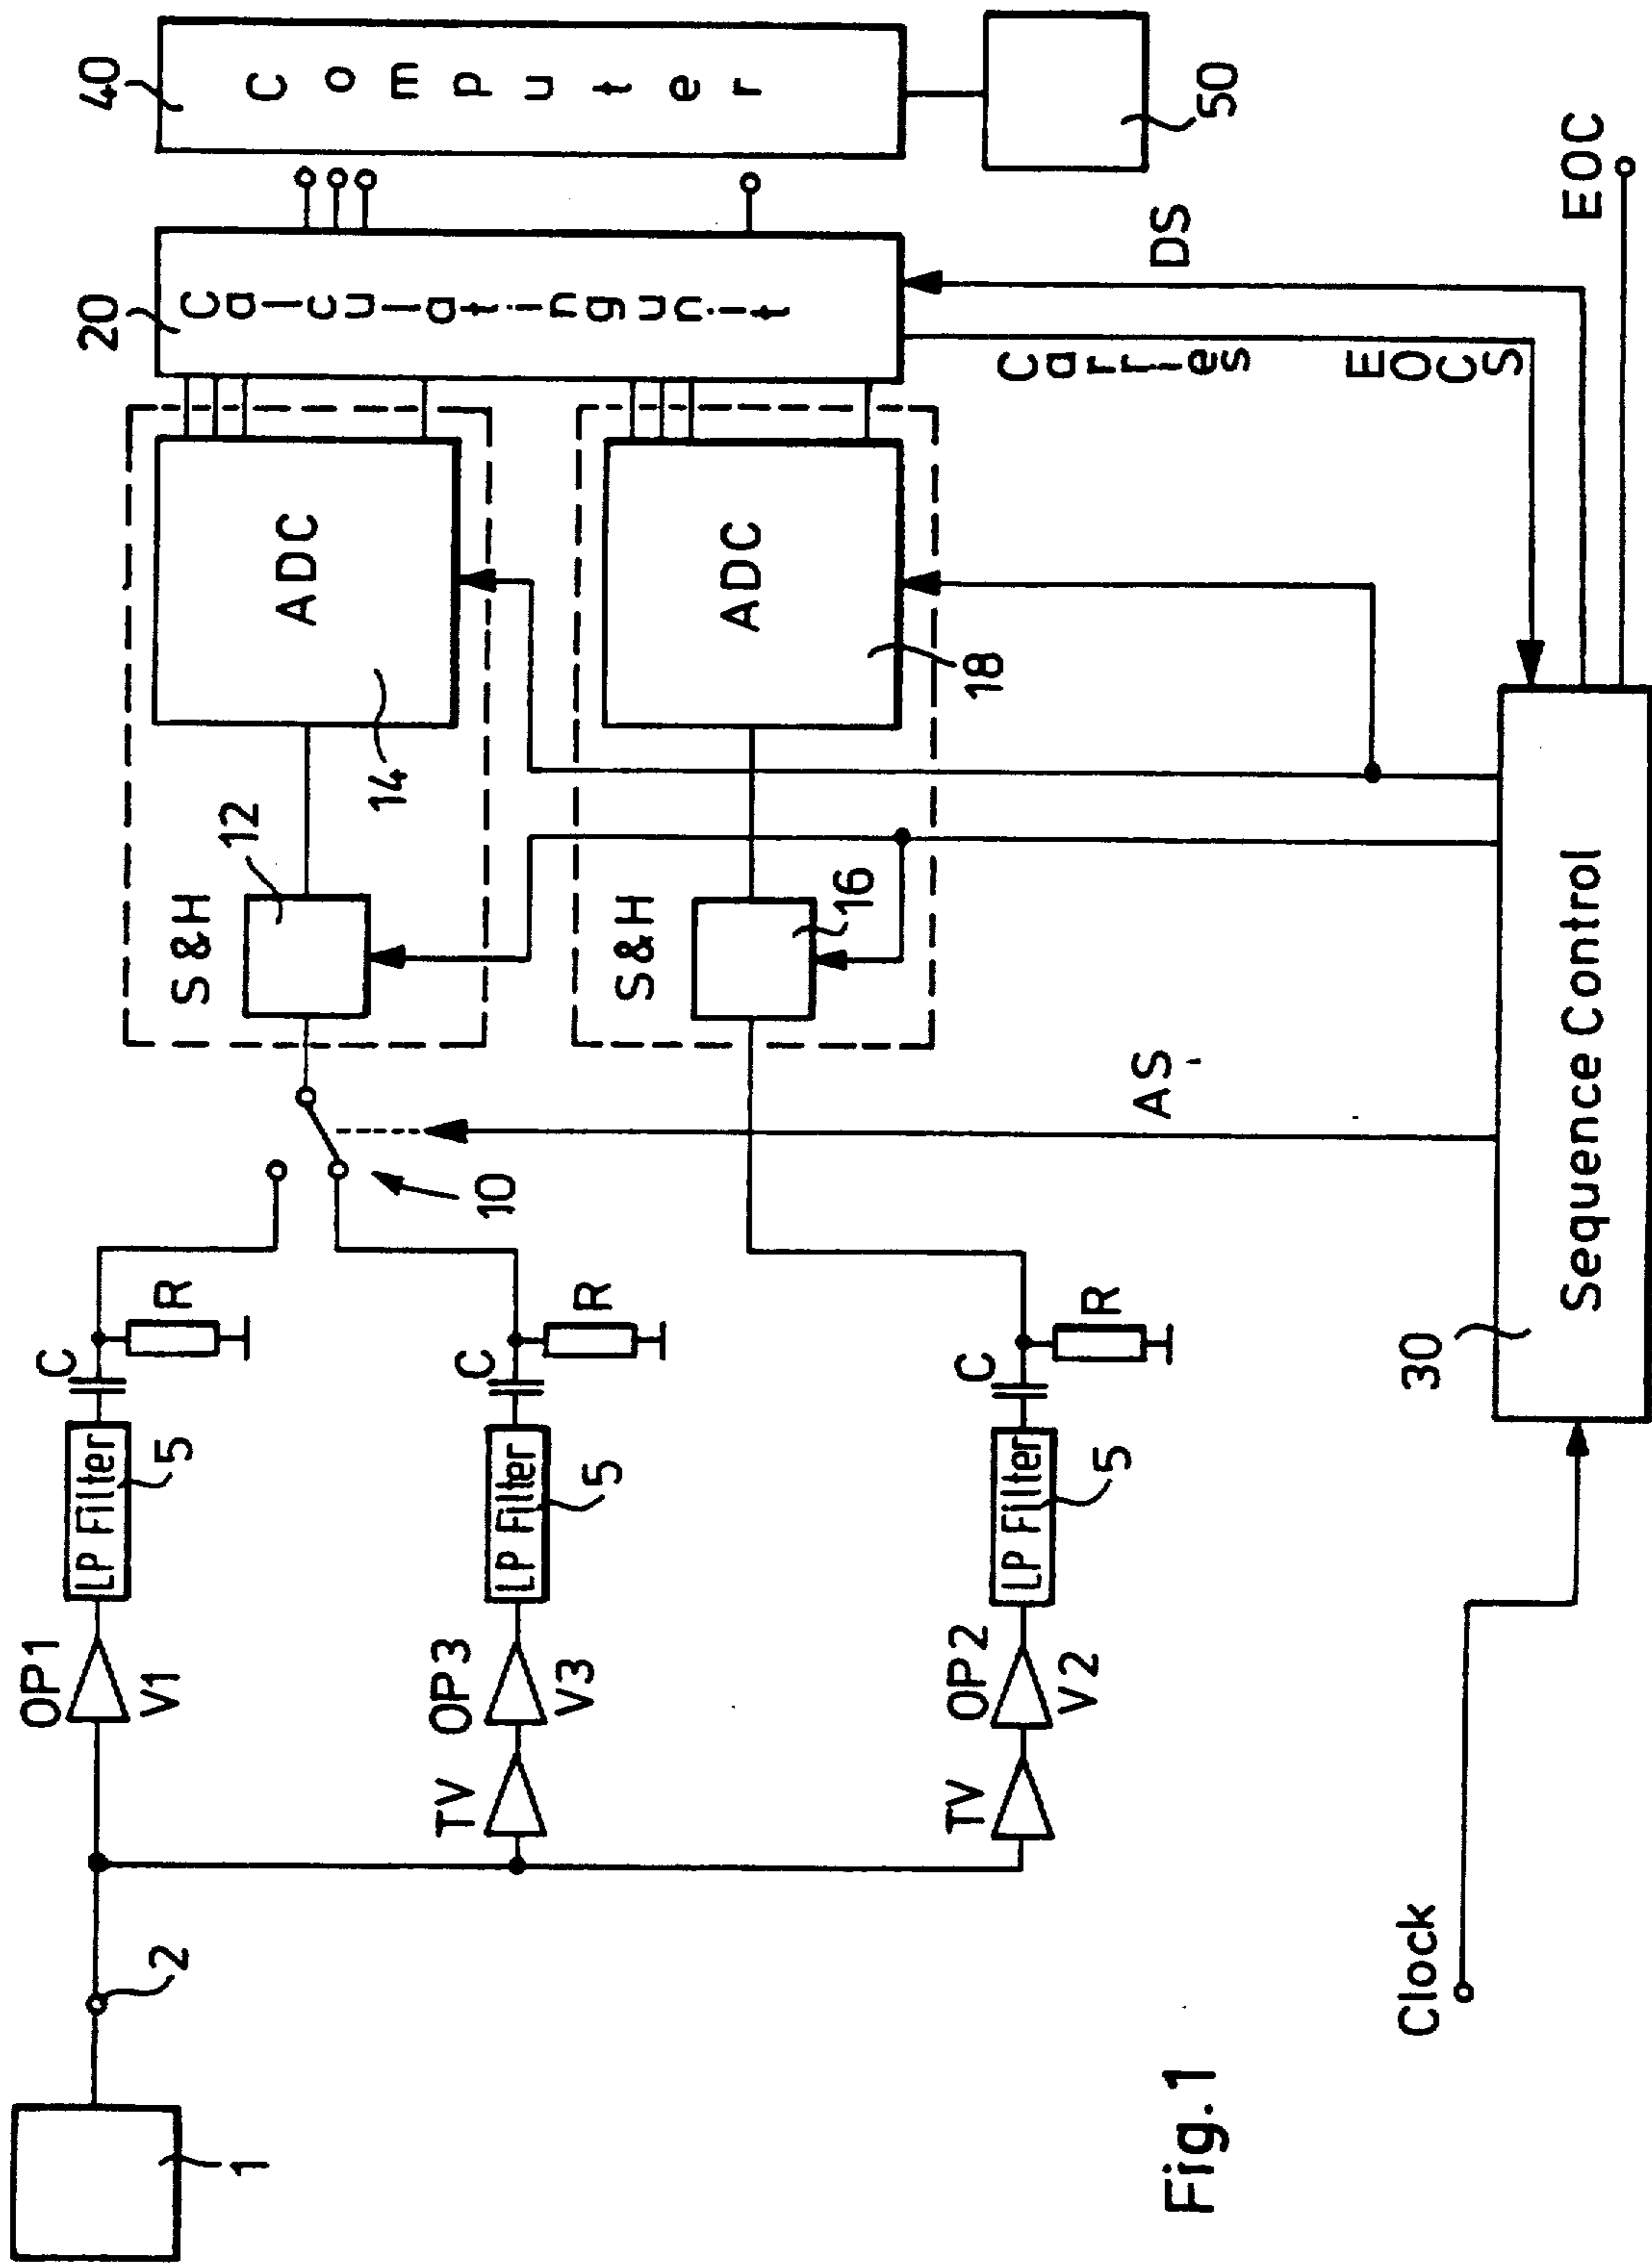 1
2
OP1
V1
LP Filter
5
C
R
TV
OP3
V3
LP Filter
5
C
R
TV
OP2
V2
LP Filter
5
C
R
10
AS
S&H
12
ADC
14
S&H
16
ADC
18
20
Calculatingunit
40
Computer
50
Carries
EOCS
DS
EOC
Clock
30
Sequence Control
Fig.1